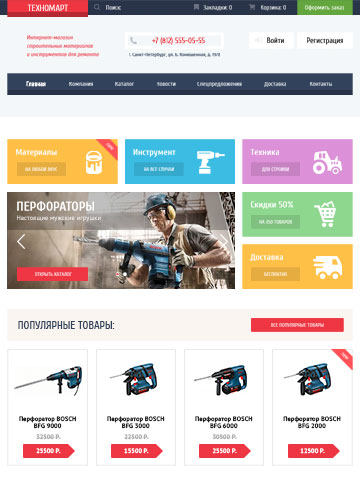 ТЕХНОМАРТ
Поиск:
Закладки: 0
Корзина: 0
Оформить заказ
Интернет-магазин
строительных материалов
и инструментов для ремонта
+7 (812) 555-05-55
г. Санкт-Петербург, ул. Б. Конюшенная, д. 19/8
Войти
Регистрация
Главная
Компания
Каталог
Новости
Спецпредложения
Доставка
Контакты
Материалы
НА ЛЮБОЙ ВКУС
Инструмент
НА ВСЕ СЛУЧАИ
Техника
ДЛЯ СТРОЙКИ
ПЕРФОРАТОРЫ
Настоящие мужские игрушки
ОТКРЫТЬ КАТАЛОГ
Скидки 50%
НА 350 ТОВАРОВ
Доставка
БЕСПЛАТНО
ПОПУЛЯРНЫЕ ТОВАРЫ:
ВСЕ ПОПУЛЯРНЫЕ ТОВАРЫ
Перфоратор BOSCH
BFG 9000
32500 Р.
25500 Р.
Перфоратор BOSCH
BFG 3000
22500 Р.
15500 Р.
Перфоратор BOSCH
BFG 6000
30500 Р.
25500 Р.
Перфоратор BOSCH
BFG 2000
12500 Р.